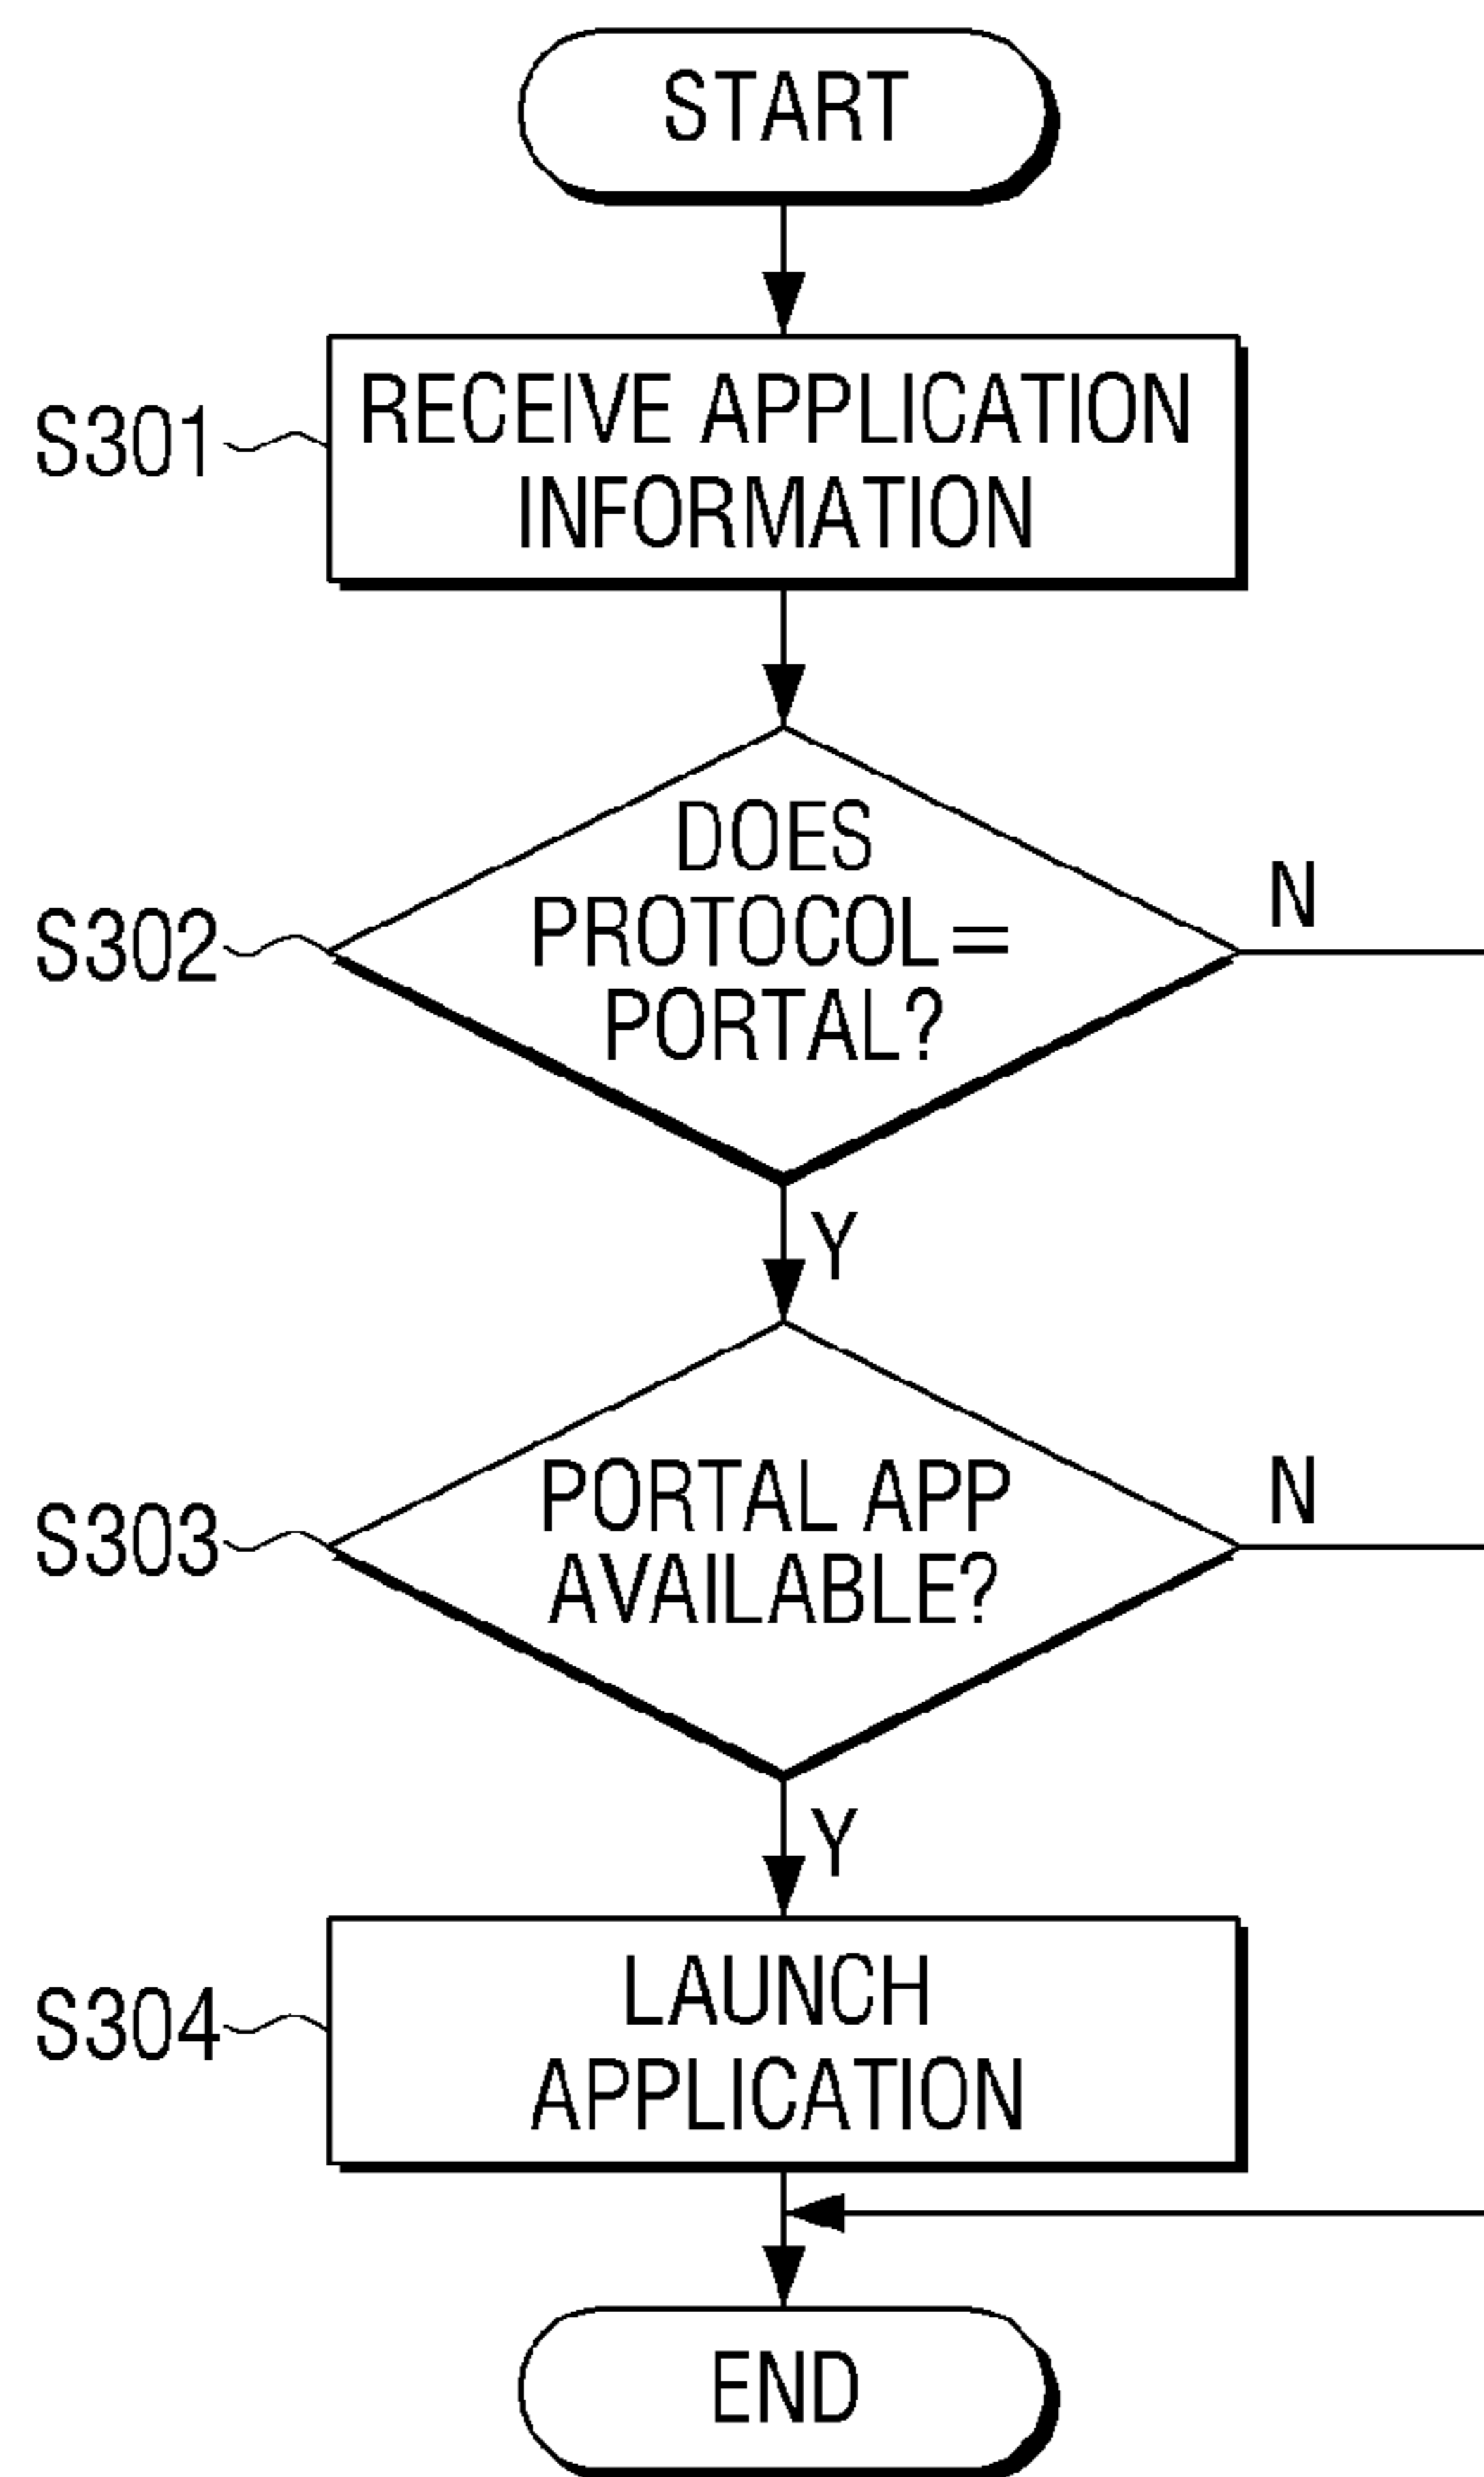 START
S301
RECEIVE APPLICATION
INFORMATION
S302
DOES
PROTOCOL=
PORTAL?
N
Y
S303
PORTAL APP
AVAILABLE?
N
Y
S304
LAUNCH
APPLICATION
END